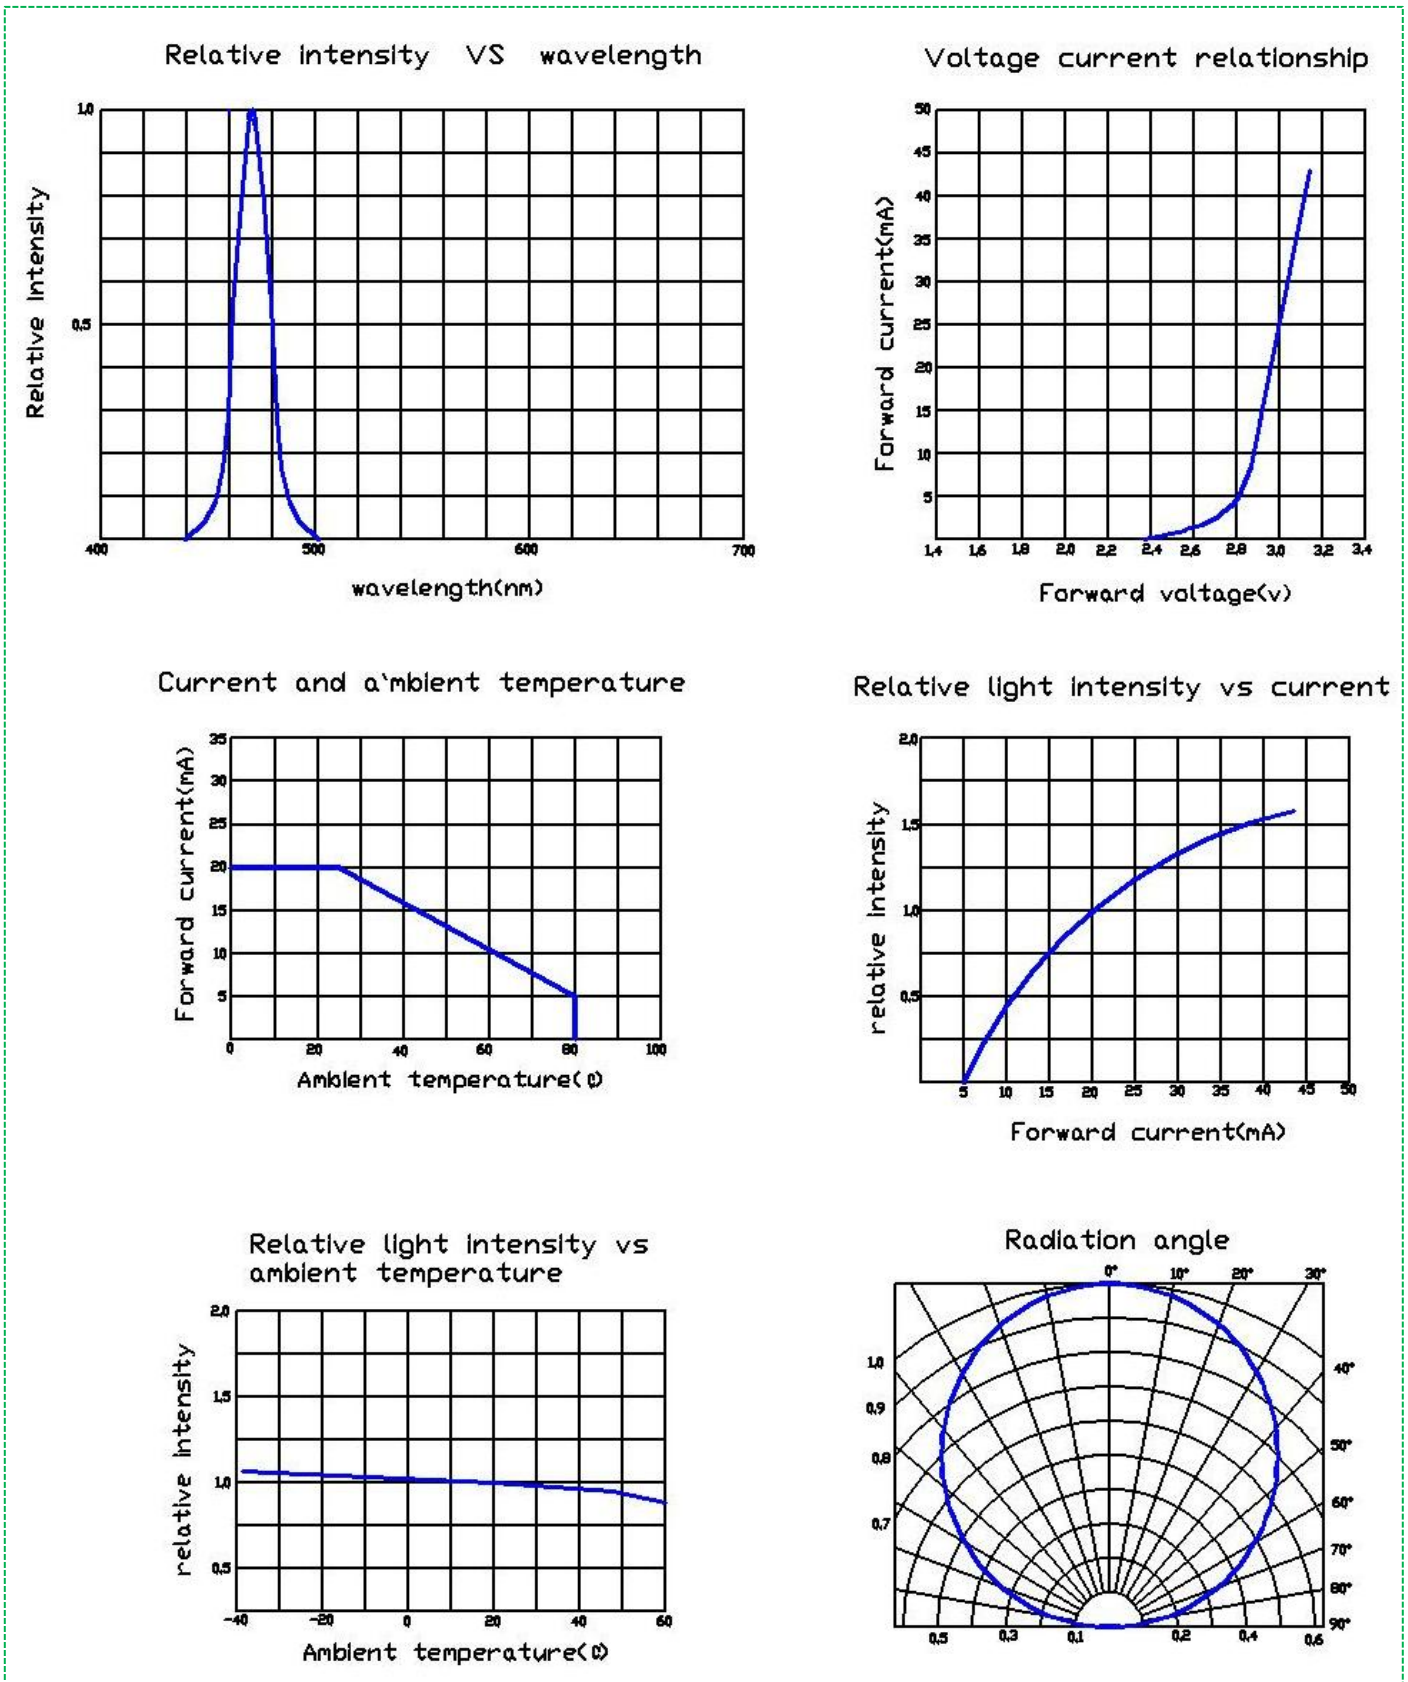 Relative intensity VS wavelength
1.0
0.5
Relative Intensity
400 500 600 700
wavelength(nm)
Voltage current relationship
50
45
40
35
30
25
20
15
10
5
Forward current(mA)
1.4 1.6 1.8 2.0 2.2 2.4 2.6 2.8 3.0 3.2 3.4
Forward voltage(v)
Current and a`mbient temperature
35
30
25
20
15
10
5
Forward current(mA)
0 20 40 60 80 100
Ambient temperature(℃)
Relative light intensity vs current
2.0
1.5
1.0
0.5
relative intensity
5 10 15 20 25 30 35 40 45 50
Forward current(mA)
Relative light intensity vs
ambient temperature
2.0
1.5
1.0
0.5
relative intensity
-40 -20 0 20 40 60
Ambient temperature(℃)
Radiation angle
0° 10° 20° 30°
1.0 40°
0.9
0.8 50°
60°
0.7
70°
80°
90°
0.5 0.3 0.1 0.2 0.4 0.6